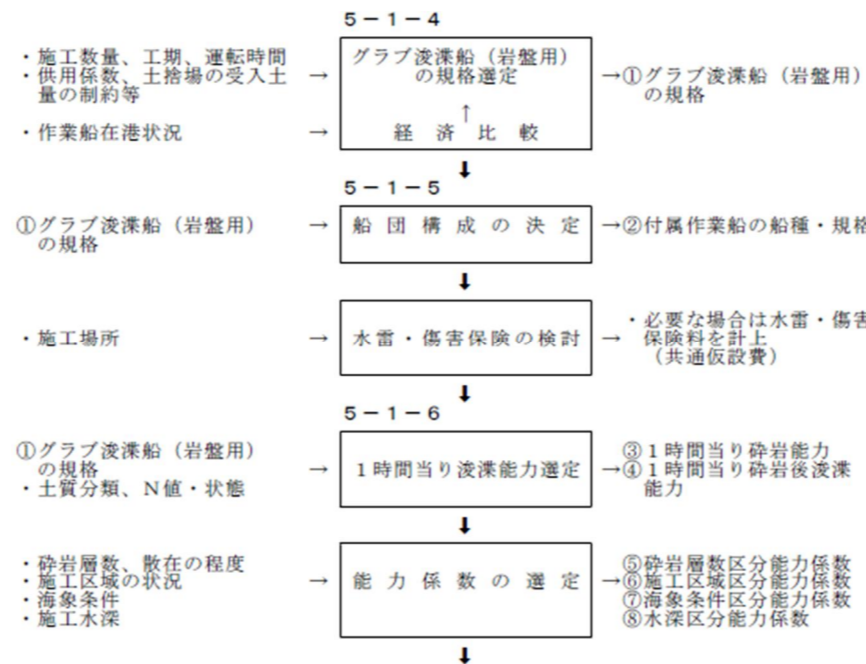 5-1-4
・施工数量、工期、運転時間
・供用係数、土捨場の受入土
量の制約等
・作業船在港状況
→
→
グラブ浚渫船（岩盤用）
の規格選定
↑
経済比較
→①グラブ浚渫船（岩盤用）
の規格
⬇
5-1-5
①グラブ浚渫船（岩盤用）
の規格
→
船団構成の決定
→②付属作業船の船種・規格
⬇
・施工場所
→
水雷・傷害保険の検討
→
・必要な場合は水雷・傷害
保険料を計上
（共通仮設費）
⬇
5-1-6
①グラブ浚渫船（岩盤用）
の規格
・土質分類、N値・状態
→
1時間当り浚渫能力選定
→
③1時間当り砕岩能力
④1時間当り砕岩後浚渫
能力
⬇
・砕岩層数、散在の程度
・施工区域の状況
・海象条件
・施工水深
→
能力係数の選定
→
⑤砕岩層数区分能力係数
⑥施工区域区分能力係数
⑦海象条件区分能力係数
⑧水深区分能力係数
⬇